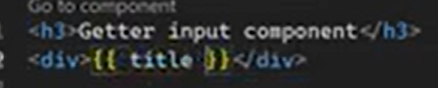 Go to component
<h3>Getter input component</h3>
<div>{{ title }}</div>